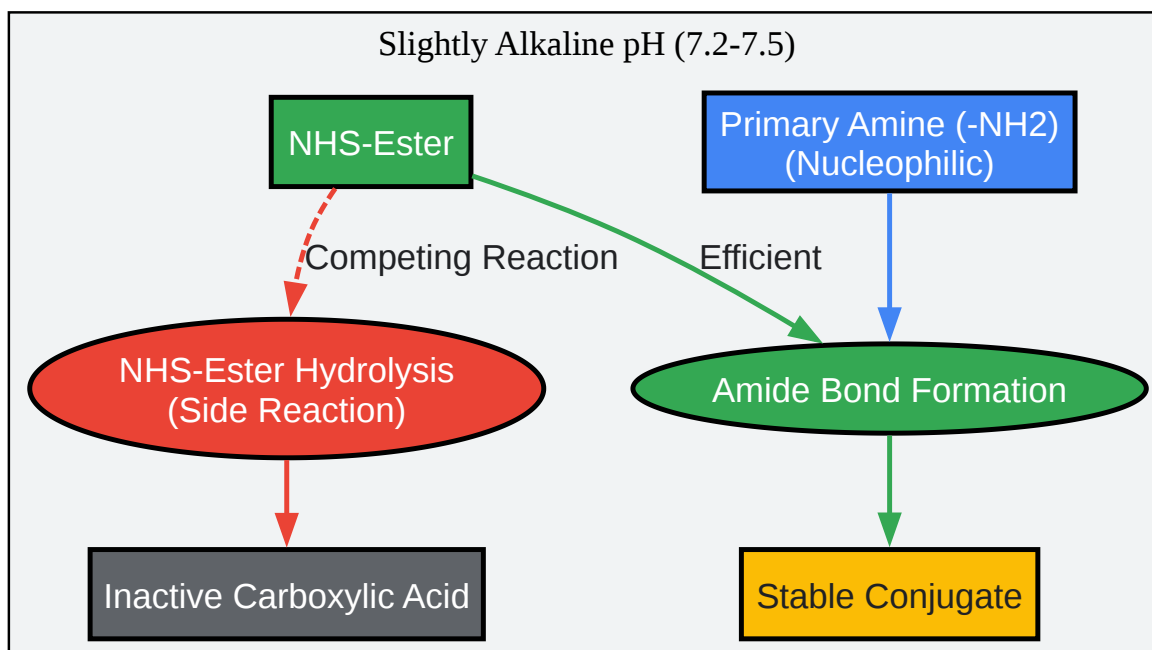 Slightly Alkaline pH (7.2-7.5)
NHS-Ester
Primary Amine (-NH2)
(Nucleophilic)
Competing Reaction
Efficient
NHS-Ester Hydrolysis
(Side Reaction)
Amide Bond Formation
Inactive Carboxylic Acid
Stable Conjugate